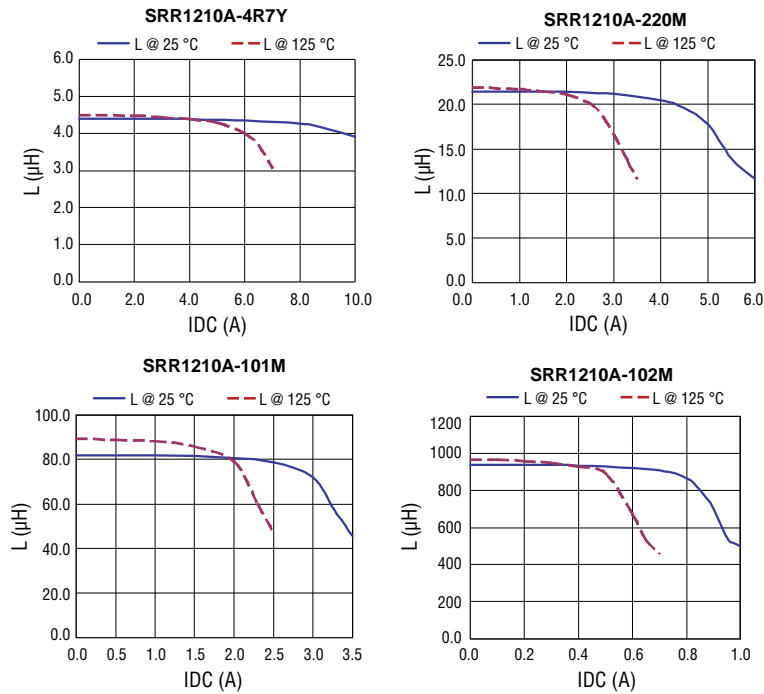 SRR1210A-4R7Y
L @ 25 °C L @ 125 °C
6.0
5.0
4.0
3.0
2.0
1.0
0.0
L (µH)
0.0 2.0 4.0 6.0 8.0 10.0
IDC (A)
SRR1210A-220M
L @ 25 °C L @ 125 °C
25.0
20.0
15.0
10.0
5.0
0.0
L (µH)
0.0 1.0 2.0 3.0 4.0 5.0 6.0
IDC (A)
SRR1210A-101M
L @ 25 °C L @ 125 °C
100.0
80.0
60.0
40.0
20.0
0.0
L (µH)
0.0 0.5 1.0 1.5 2.0 2.5 3.0 3.5
IDC (A)
SRR1210A-102M
L @ 25 °C L @ 125 °C
1200
1000
800
600
400
200
0.0
L (µH)
0.0 0.2 0.4 0.6 0.8 1.0
IDC (A)